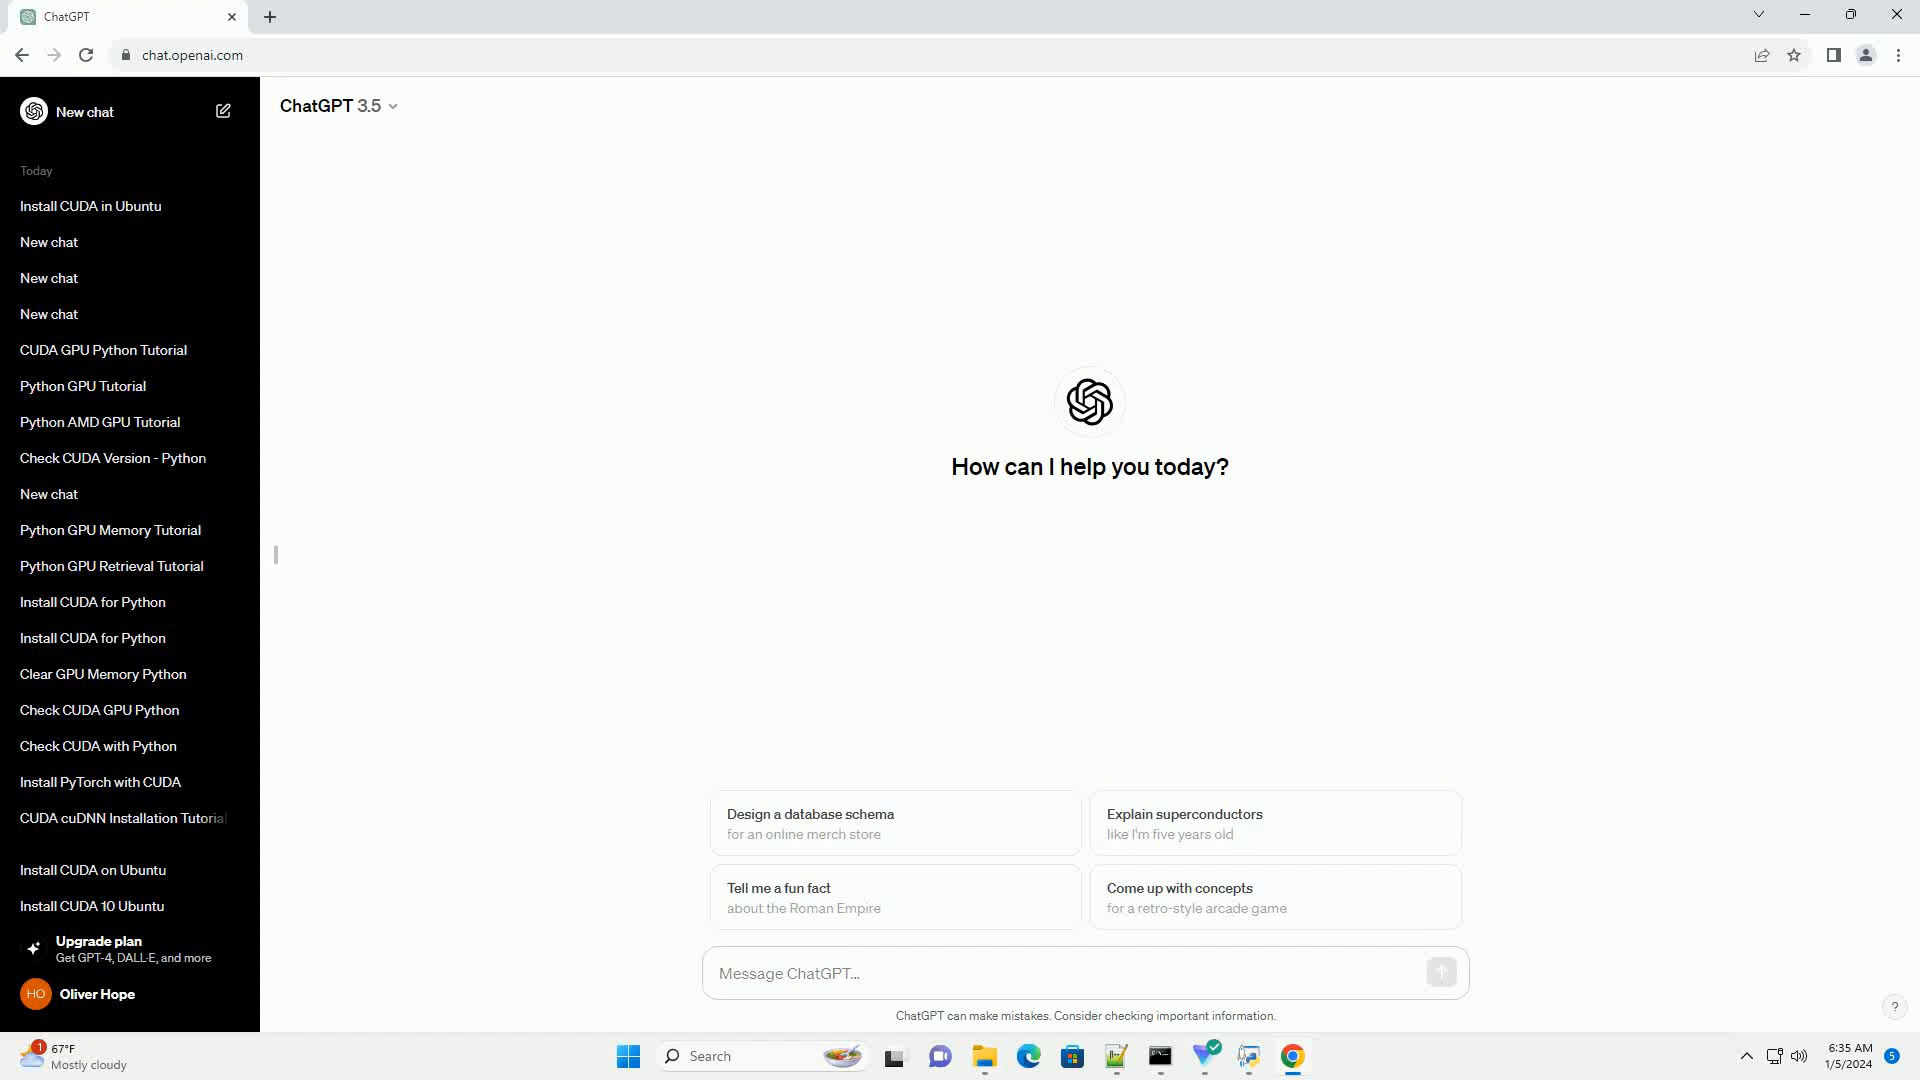 ChatGPT
chat.openai.com
New chat
ChatGPT 3.5
Today
Install CUDA in Ubuntu
New chat
New chat
New chat
CUDA GPU Python Tutorial
Python GPU Tutorial
Python AMD GPU Tutorial
Check CUDA Version - Python
New chat
Python GPU Memory Tutorial
Python GPU Retrieval Tutorial
Install CUDA for Python
Install CUDA for Python
Clear GPU Memory Python
Check CUDA GPU Python
Check CUDA with Python
Install PyTorch with CUDA
CUDA cuDNN Installation Tutorial
Install CUDA on Ubuntu
Install CUDA 10 Ubuntu
Upgrade plan
Get GPT-4, DALL·E, and more
HO
Oliver Hope
How can I help you today?
Design a database schema
for an online merch store
Explain superconductors
like I'm five years old
Tell me a fun fact
about the Roman Empire
Come up with concepts
for a retro-style arcade game
Message ChatGPT...
ChatGPT can make mistakes. Consider checking important information.
?
1
67°F
Mostly cloudy
Search
6:35 AM
1/5/2024
5